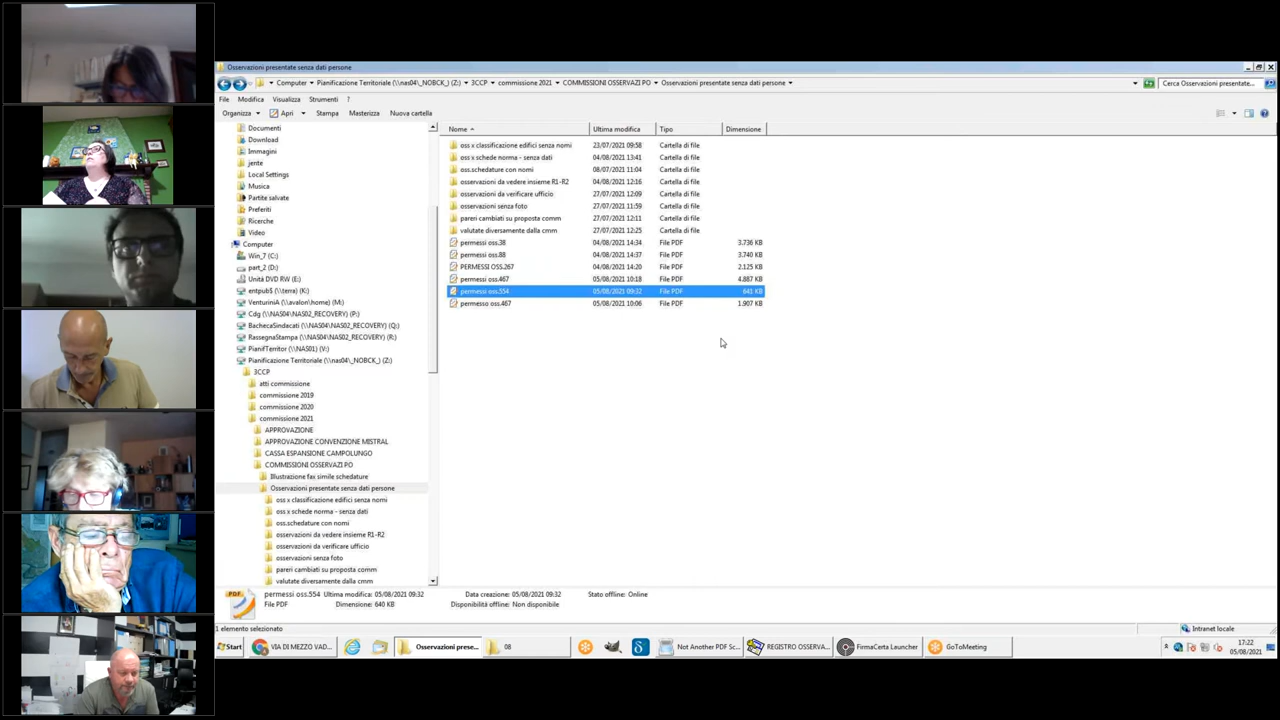 Osservazioni presentate senza dati persone
Computer Pianificazione Territoriale (\\nas04\_NOBCK_) (Z:) 3CCP commissione 2021 COMMISSIONI OSSERVAZI PO Osservazioni presentate senza dati persone Cerca Osservazioni presentate...
File Modifica Visualizza Strumenti ?
Organizza Apri Stampa Masterizza Nuova cartella
Documenti
Download
Immagini
jente
Local Settings
Musica
Partite salvate
Preferiti
Ricerche
Video
Computer
Win_7 (C:)
part_2 (D:)
Unità DVD RW (E:)
entpub$ (\\terra) (K:)
VenturiniA (\\avalon\home) (M:)
Cdg (\\NAS04\NAS02_RECOVERY) (P:)
BachecaSindacati (\\NAS04\NAS02_RECOVERY) (Q:)
RassegnaStampa (\\NAS04\NAS02_RECOVERY) (R:)
PianifTerritor (\\NAS01) (V:)
Pianificazione Territoriale (\\nas04\_NOBCK_) (Z:)
3CCP
atti commissione
commissione 2019
commissione 2020
commissione 2021
APPROVAZIONE
APPROVAZIONE CONVENZIONE MISTRAL
CASSA ESPANSIONE CAMPOLUNGO
COMMISSIONI OSSERVAZI PO
Illustrazione fax simile schedature
Osservazioni presentate senza dati persone
oss x classificazione edifici senza nomi
oss x schede norma - senza dati
oss.schedature con nomi
osservazioni da vedere insieme R1-R2
osservazioni da verificare ufficio
osservazioni senza foto
pareri cambiati su proposta comm
valutate diversamente dalla cmm
Nome Ultima modifica Tipo Dimensione
oss x classificazione edifici senza nomi 23/07/2021 09:58 Cartella di file
oss x schede norma - senza dati 04/08/2021 13:41 Cartella di file
oss.schedature con nomi 08/07/2021 11:04 Cartella di file
osservazioni da vedere insieme R1-R2 04/08/2021 12:16 Cartella di file
osservazioni da verificare ufficio 27/07/2021 12:09 Cartella di file
osservazioni senza foto 27/07/2021 11:59 Cartella di file
pareri cambiati su proposta comm 27/07/2021 12:11 Cartella di file
valutate diversamente dalla cmm 27/07/2021 12:25 Cartella di file
permessi oss.38 04/08/2021 14:34 File PDF 3.736 KB
permessi oss.88 04/08/2021 14:37 File PDF 3.740 KB
PERMESSI OSS.267 04/08/2021 14:20 File PDF 2.125 KB
permessi oss.467 05/08/2021 10:18 File PDF 4.887 KB
permessi oss.554 05/08/2021 09:32 File PDF 641 KB
permesso oss.467 05/08/2021 10:06 File PDF 1.907 KB
PDF permessi oss.554 Ultima modifica: 05/08/2021 09:32 Data creazione: 05/08/2021 09:32 Stato offline: Online
File PDF Dimensione: 640 KB Disponibilità offline: Non disponibile
1 elemento selezionato Intranet locale
Start VIA DI MEZZO VAD... Osservazioni prese... 08 Not Another PDF Sc... REGISTRO OSSERVA... FirmaCerta Launcher GoToMeeting 17:22
05/08/2021